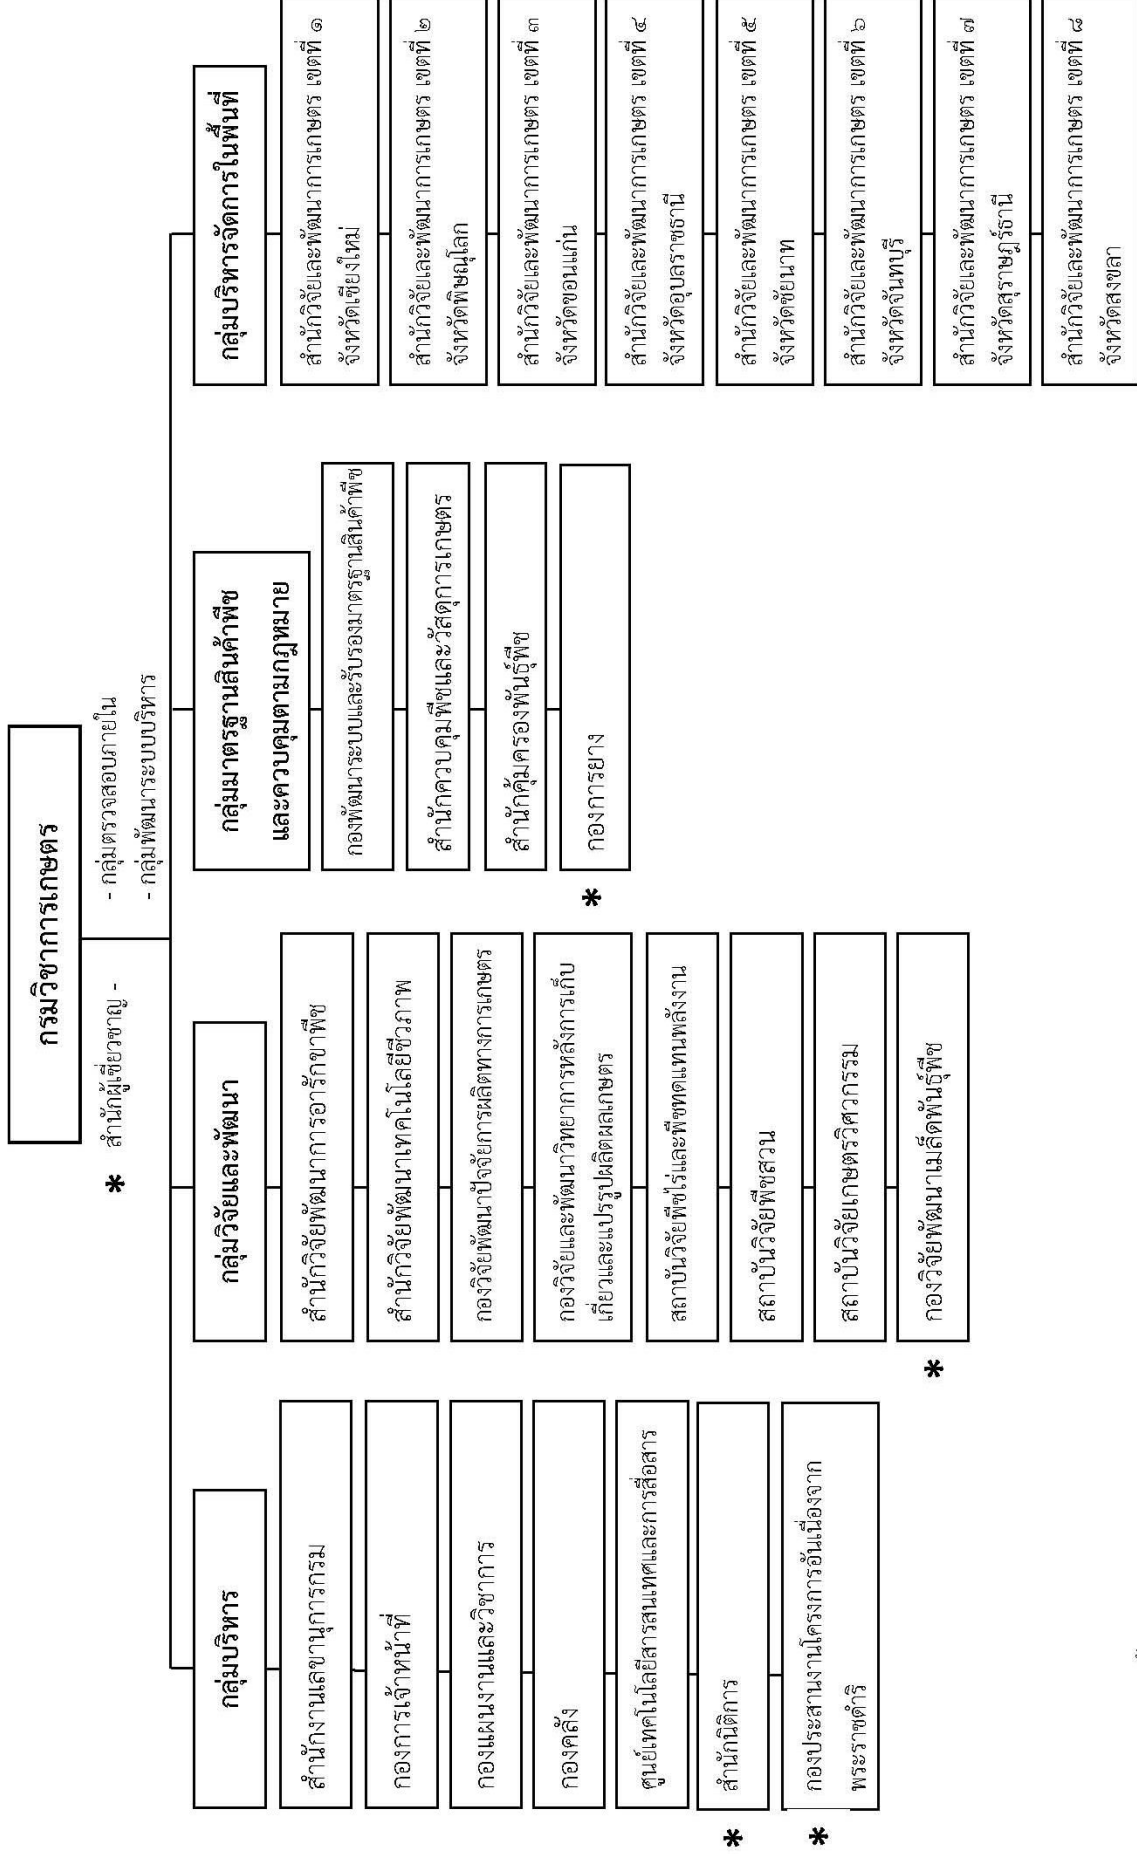 กรมวิชาการเกษตร
* สำนักผู้เชี่ยวชาญ -
- กลุ่มตรวจสอบภายใน
- กลุ่มพัฒนาระบบบริหาร
กลุ่มบริหาร
สำนักงานเลขานุการกรม
กองการเจ้าหน้าที่
กองแผนงานและวิชาการ
กองคลัง
ศูนย์เทคโนโลยีสารสนเทศและการสื่อสาร
* สำนักนิติการ
* กองประสานงานโครงการอันเนื่องจาก
พระราชดำริ
กลุ่มวิจัยและพัฒนา
สำนักวิจัยพัฒนาการอารักขาพืช
สำนักวิจัยพัฒนาเทคโนโลยีชีวภาพ
กองวิจัยพัฒนาปัจจัยการผลิตทางการเกษตร
กองวิจัยและพัฒนาวิทยาการหลังการเก็บ
เกี่ยวและแปรรูปผลิตผลเกษตร
สถาบันวิจัยพืชไร่และพืชทดแทนพลังงาน
สถาบันวิจัยพืชสวน
สถาบันวิจัยเกษตรวิศวกรรม
* กองวิจัยพัฒนาเมล็ดพันธุ์พืช
กลุ่มมาตรฐานสินค้าพืช
และควบคุมตามกฎหมาย
กองพัฒนาระบบและรับรองมาตรฐานสินค้าพืช
สำนักควบคุมพืชและวัสดุการเกษตร
สำนักคุ้มครองพันธุ์พืช
* กองการยาง
กลุ่มบริหารจัดการในพื้นที่
สำนักวิจัยและพัฒนาการเกษตร เขตที่ ๑
จังหวัดเชียงใหม่
สำนักวิจัยและพัฒนาการเกษตร เขตที่ ๒
จังหวัดพิษณุโลก
สำนักวิจัยและพัฒนาการเกษตร เขตที่ ๓
จังหวัดขอนแก่น
สำนักวิจัยและพัฒนาการเกษตร เขตที่ ๔
จังหวัดอุบลราชธานี
สำนักวิจัยและพัฒนาการเกษตร เขตที่ ๕
จังหวัดชัยนาท
สำนักวิจัยและพัฒนาการเกษตร เขตที่ ๖
จังหวัดจันทบุรี
สำนักวิจัยและพัฒนาการเกษตร เขตที่ ๗
จังหวัดสุราษฎร์ธานี
สำนักวิจัยและพัฒนาการเกษตร เขตที่ ๘
จังหวัดสงขลา